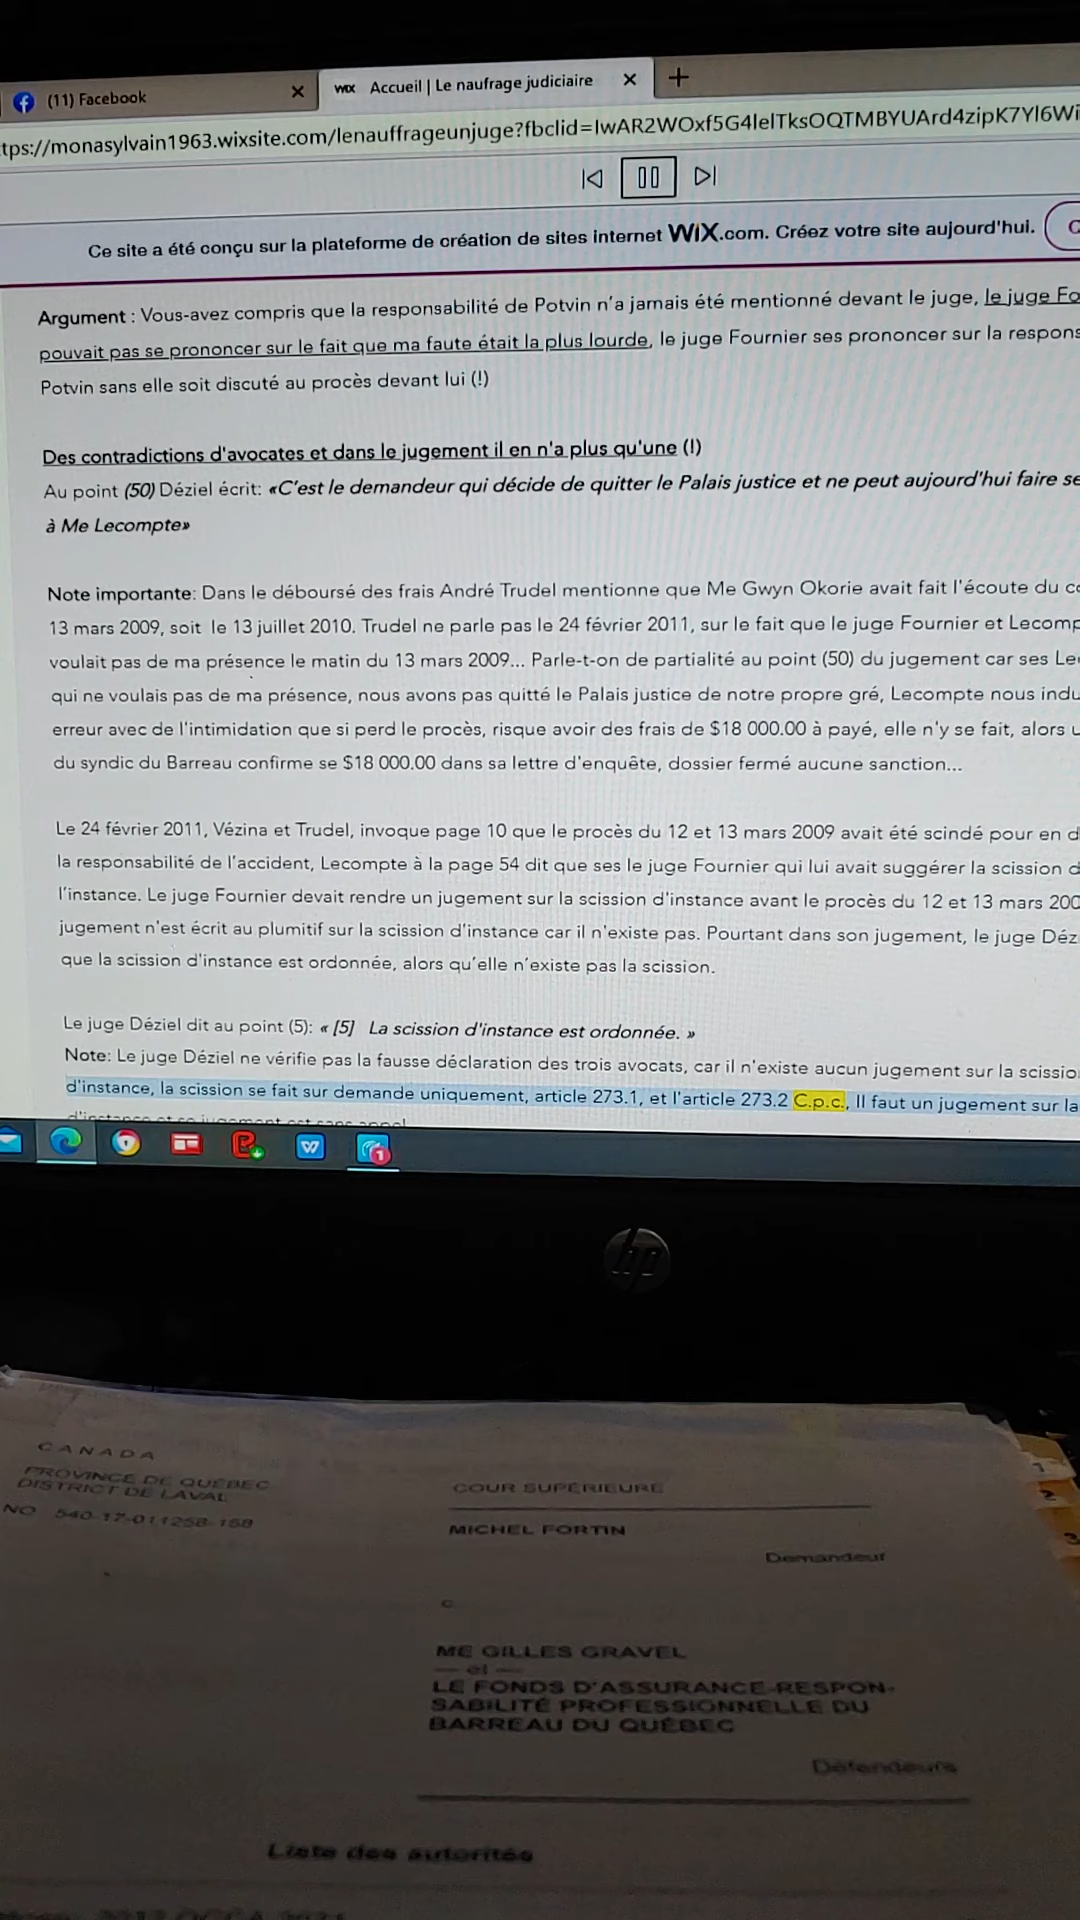 (11) Facebook
WIX Accueil | Le naufrage judiciaire
tps://monasylvain1963.wixsite.com/lenauffrageunjuge?fbclid=
Ce site a été conçu sur la plateforme de création de sites internet WIX.com. Créez votre site aujourd'hui.
Argument : Vous-avez compris que la responsabilité de Potvin n'a jamais été mentionné devant le juge, le juge Fo
pouvait pas se prononcer sur le fait que ma faute était la plus lourde, le juge Fournier ses prononcer sur la respons
Potvin sans elle soit discuté au procès devant lui (!)
Des contradictions d'avocates et dans le jugement il en n'a plus qu'une (!)
Au point (50) Déziel écrit: «C'est le demandeur qui décide de quitter le Palais justice et ne peut aujourd'hui faire se
à Me Lecompte»
Note importante: Dans le déboursé des frais André Trudel mentionne que Me Gwyn Okorie avait fait l'écoute du c
13 mars 2009, soit le 13 juillet 2010. Trudel ne parle pas le 24 février 2011, sur le fait que le juge Fournier et Lecomp
voulait pas de ma présence le matin du 13 mars 2009... Parle-t-on de partialité au point (50) du jugement car ses Le
qui ne voulais pas de ma présence, nous avons pas quitté le Palais justice de notre propre gré, Lecompte nous indu
erreur avec de l'intimidation que si perd le procès, risque avoir des frais de $18 000.00 à payé, elle n'y se fait, alors u
du syndic du Barreau confirme se $18 000.00 dans sa lettre d'enquête, dossier fermé aucune sanction...
Le 24 février 2011, Vézina et Trudel, invoque page 10 que le procès du 12 et 13 mars 2009 avait été scindé pour en d
la responsabilité de l'accident, Lecompte à la page 54 dit que ses le juge Fournier qui lui avait suggérer la scission d
l'instance. Le juge Fournier devait rendre un jugement sur la scission d'instance avant le procès du 12 et 13 mars 200
jugement n'est écrit au plumitif sur la scission d'instance car il n'existe pas. Pourtant dans son jugement, le juge Déz
que la scission d'instance est ordonnée, alors qu'elle n'existe pas la scission.
Le juge Déziel dit au point (5): « [5] La scission d'instance est ordonnée. »
Note: Le juge Déziel ne vérifie pas la fausse déclaration des trois avocats, car il n'existe aucun jugement sur la scissio
d'instance, la scission se fait sur demande uniquement, article 273.1, et l'article 273.2 C.p.c., Il faut un jugement sur la
1
hp
CANADA
PROVINCE DE QUÉBEC
DISTRICT DE LAVAL
NO 540-17-011258-158
COUR SUPÉRIEURE
MICHEL FORTIN
Demandeur
c.
ME GILLES GRAVEL
— et —
LE FONDS D'ASSURANCE-RESPON-
SABILITÉ PROFESSIONNELLE DU
BARREAU DU QUÉBEC
Défendeurs
Liste des autorités
1
2
3